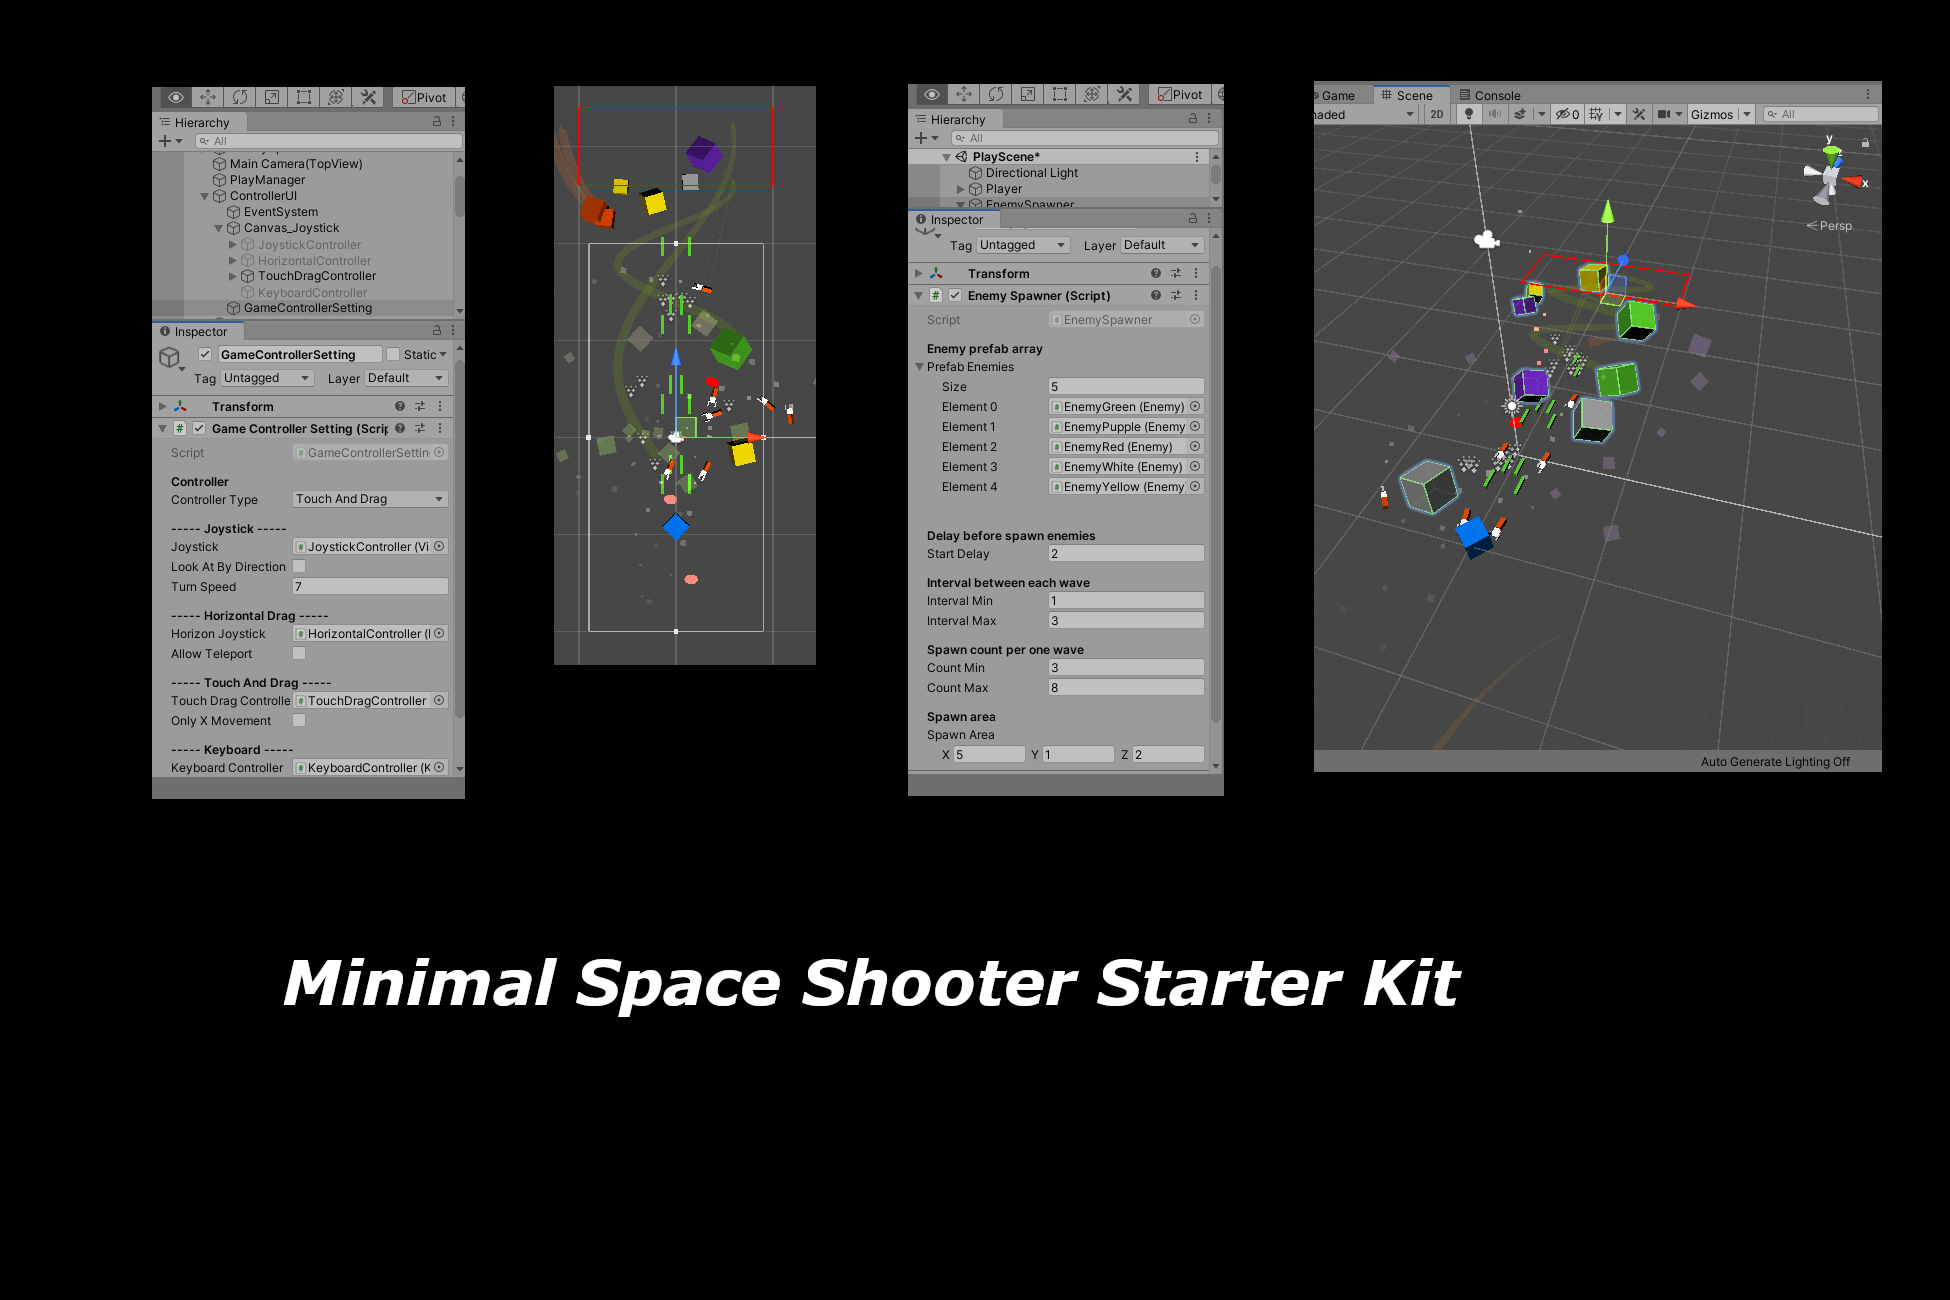 Pivot
Hierarchy
All
Main Camera(TopView)
PlayManager
ControllerUI
EventSystem
Canvas_Joystick
JoystickController
HorizontalController
TouchDragController
KeyboardController
GameControllerSetting
Inspector
GameControllerSetting Static
Tag Untagged Layer Default
Transform
# Game Controller Setting (Scrip
Script # GameControllerSettin
Controller
Controller Type Touch And Drag
----- Joystick -----
Joystick # JoystickController (Vi
Look At By Direction
Turn Speed 7
----- Horizontal Drag -----
Horizon Joystick # HorizontalController (
Allow Teleport
----- Touch And Drag -----
Touch Drag Controlle # TouchDragController
Only X Movement
----- Keyboard -----
Keyboard Controller # KeyboardController (K
Pivot
Hierarchy
All
PlayScene*
Directional Light
Player
EnemySpawner
Inspector
Tag Untagged Layer Default
Transform
# Enemy Spawner (Script)
Script # EnemySpawner
Enemy prefab array
Prefab Enemies
Size 5
Element 0 # EnemyGreen (Enemy)
Element 1 # EnemyPupple (Enemy
Element 2 # EnemyRed (Enemy)
Element 3 # EnemyWhite (Enemy)
Element 4 # EnemyYellow (Enemy
Delay before spawn enemies
Start Delay 2
Interval between each wave
Interval Min 1
Interval Max 3
Spawn count per one wave
Count Min 3
Count Max 8
Spawn area
Spawn Area
X 5 Y 1 Z 2
Game Scene Console
haded 2D 0 Gizmos All
y
z
x
Persp
Auto Generate Lighting Off
Minimal Space Shooter Starter Kit